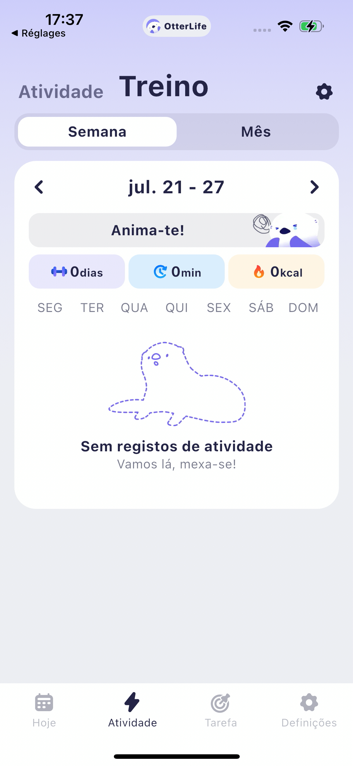 17:37
OtterLife
◀ Réglages
Atividade Treino
Semana Mês
jul. 21 - 27
Anima-te!
0dias 0min 0kcal
SEG TER QUA QUI SEX SÁB DOM
Sem registos de atividade
Vamos lá, mexa-se!
Hoje Atividade Tarefa Definições